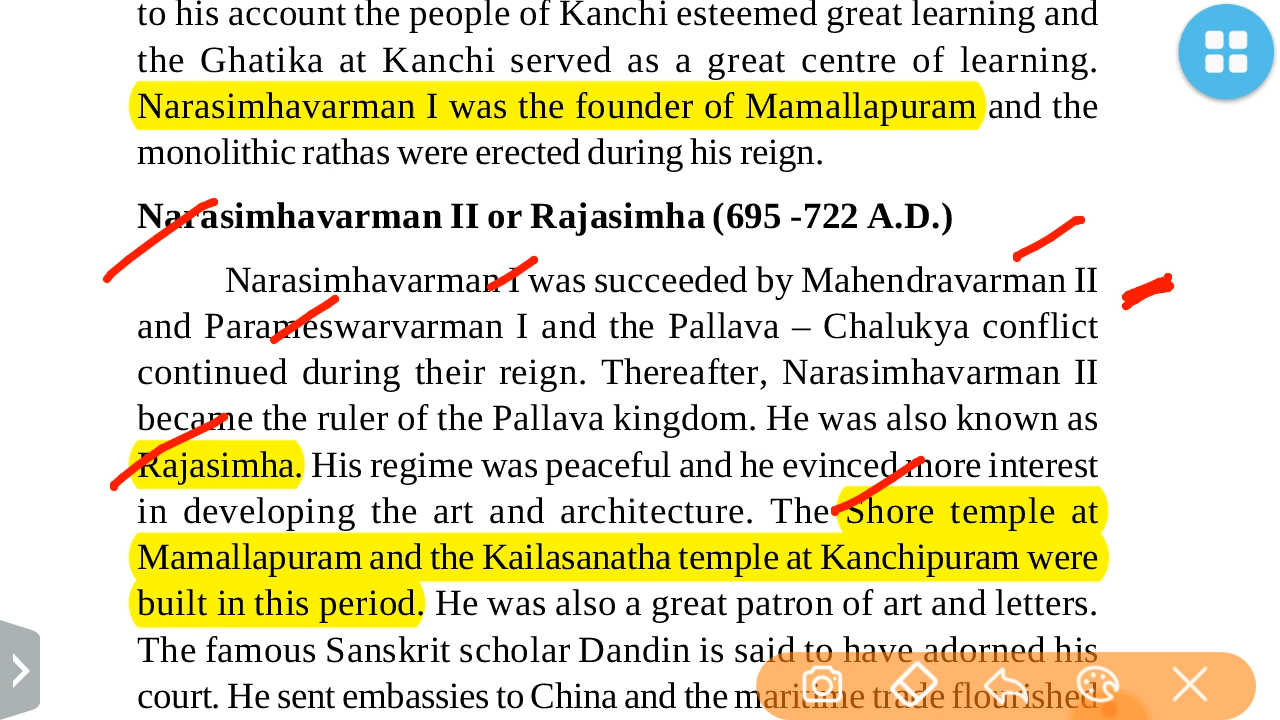 to his account the people of Kanchi esteemed great learning and
the Ghatika at Kanchi served as a great centre of learning.
Narasimhavarman I was the founder of Mamallapuram and the
monolithic rathas were erected during his reign.
Narasimhavarman II or Rajasimha (695 -722 A.D.)
Narasimhavarman I was succeeded by Mahendravarman II
and Parameswarvarman I and the Pallava – Chalukya conflict
continued during their reign. Thereafter, Narasimhavarman II
became the ruler of the Pallava kingdom. He was also known as
Rajasimha. His regime was peaceful and he evinced more interest
in developing the art and architecture. The Shore temple at
Mamallapuram and the Kailasanatha temple at Kanchipuram were
built in this period. He was also a great patron of art and letters.
The famous Sanskrit scholar Dandin is said to have adorned his
court. He sent embassies to China and the maritime trade flourished